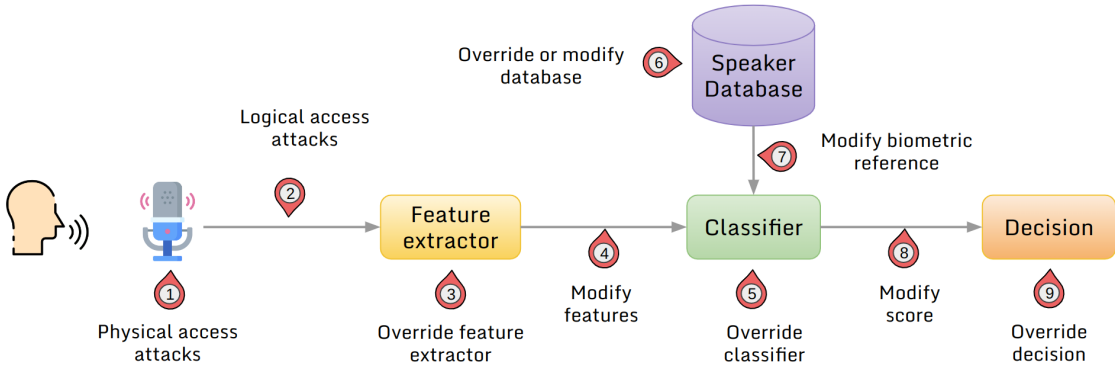 Override or modify
database
6
Speaker
Database
Logical access
attacks
2
7
Modify biometric
reference
Feature
extractor
Classifier
Decision
1
Physical access
attacks
3
Override feature
extractor
4
Modify
features
5
Override
classifier
8
Modify
score
9
Override
decision